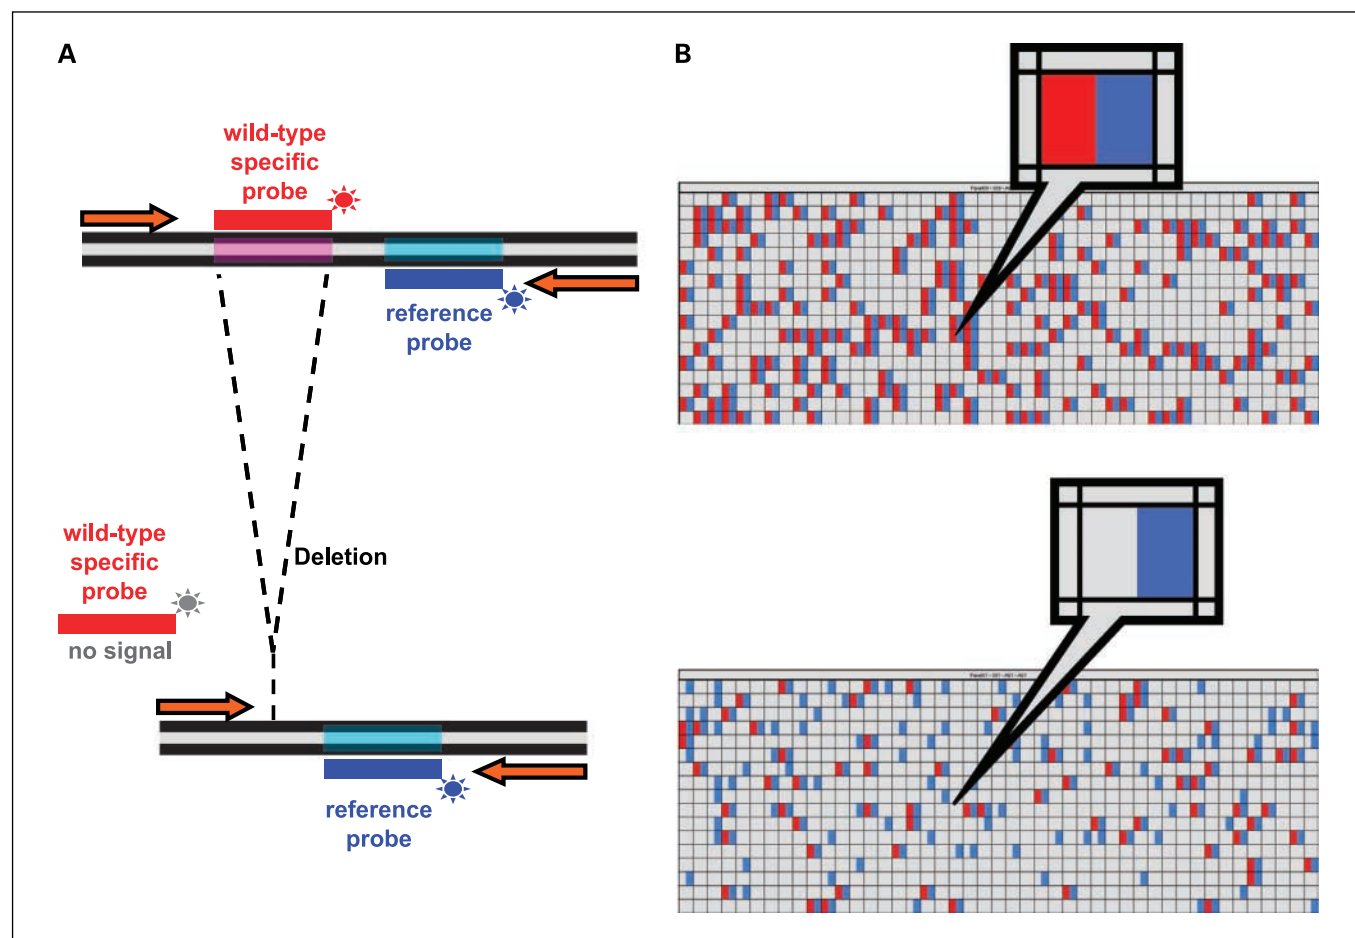 A
wild-type
specific
probe
reference
probe
Deletion
wild-type
specific
probe
no signal
reference
probe
B